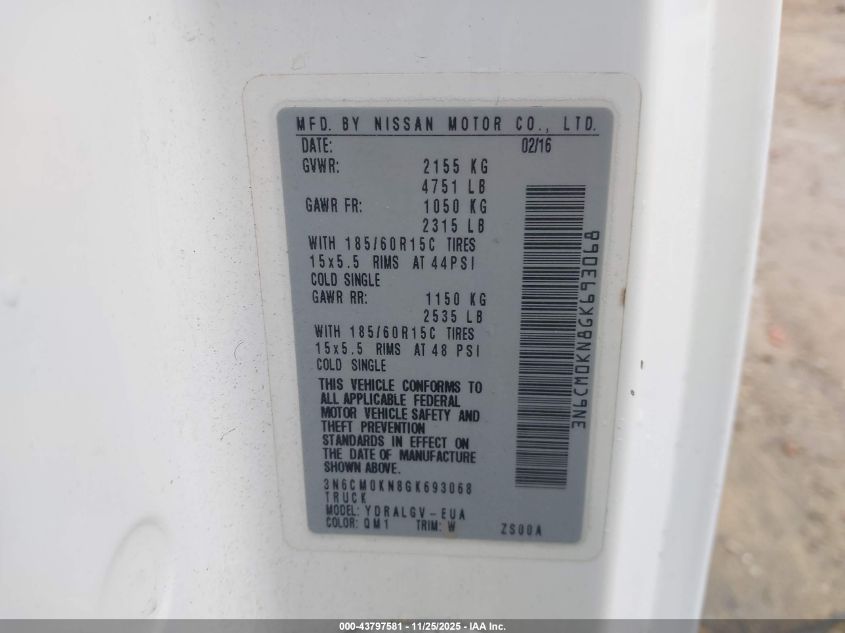 MFD. BY NISSAN MOTOR CO., LTD.
DATE: 02/16
GVWR: 2155 KG
4751 LB
GAWR FR: 1050 KG
2315 LB
WITH 185/60R15C TIRES
15x5.5 RIMS AT 44PSI
COLD SINGLE
GAWR RR: 1150 KG
2535 LB
WITH 185/60R15C TIRES
15x5.5 RIMS AT 48 PSI
COLD SINGLE
THIS VEHICLE CONFORMS TO
ALL APPLICABLE FEDERAL
MOTOR VEHICLE SAFETY AND
THEFT PREVENTION
STANDARDS IN EFFECT ON
THE DATE OF MANUFACTURE
SHOWN ABOVE.
3N6CM0KN8GK693068
TRUCK
MODEL: YDRALGV-EUA
COLOR: QM1 TRIM: W ZS00A
3N6CM0KN8GK693068
000-43797581 - 11/25/2025 - IAA Inc.